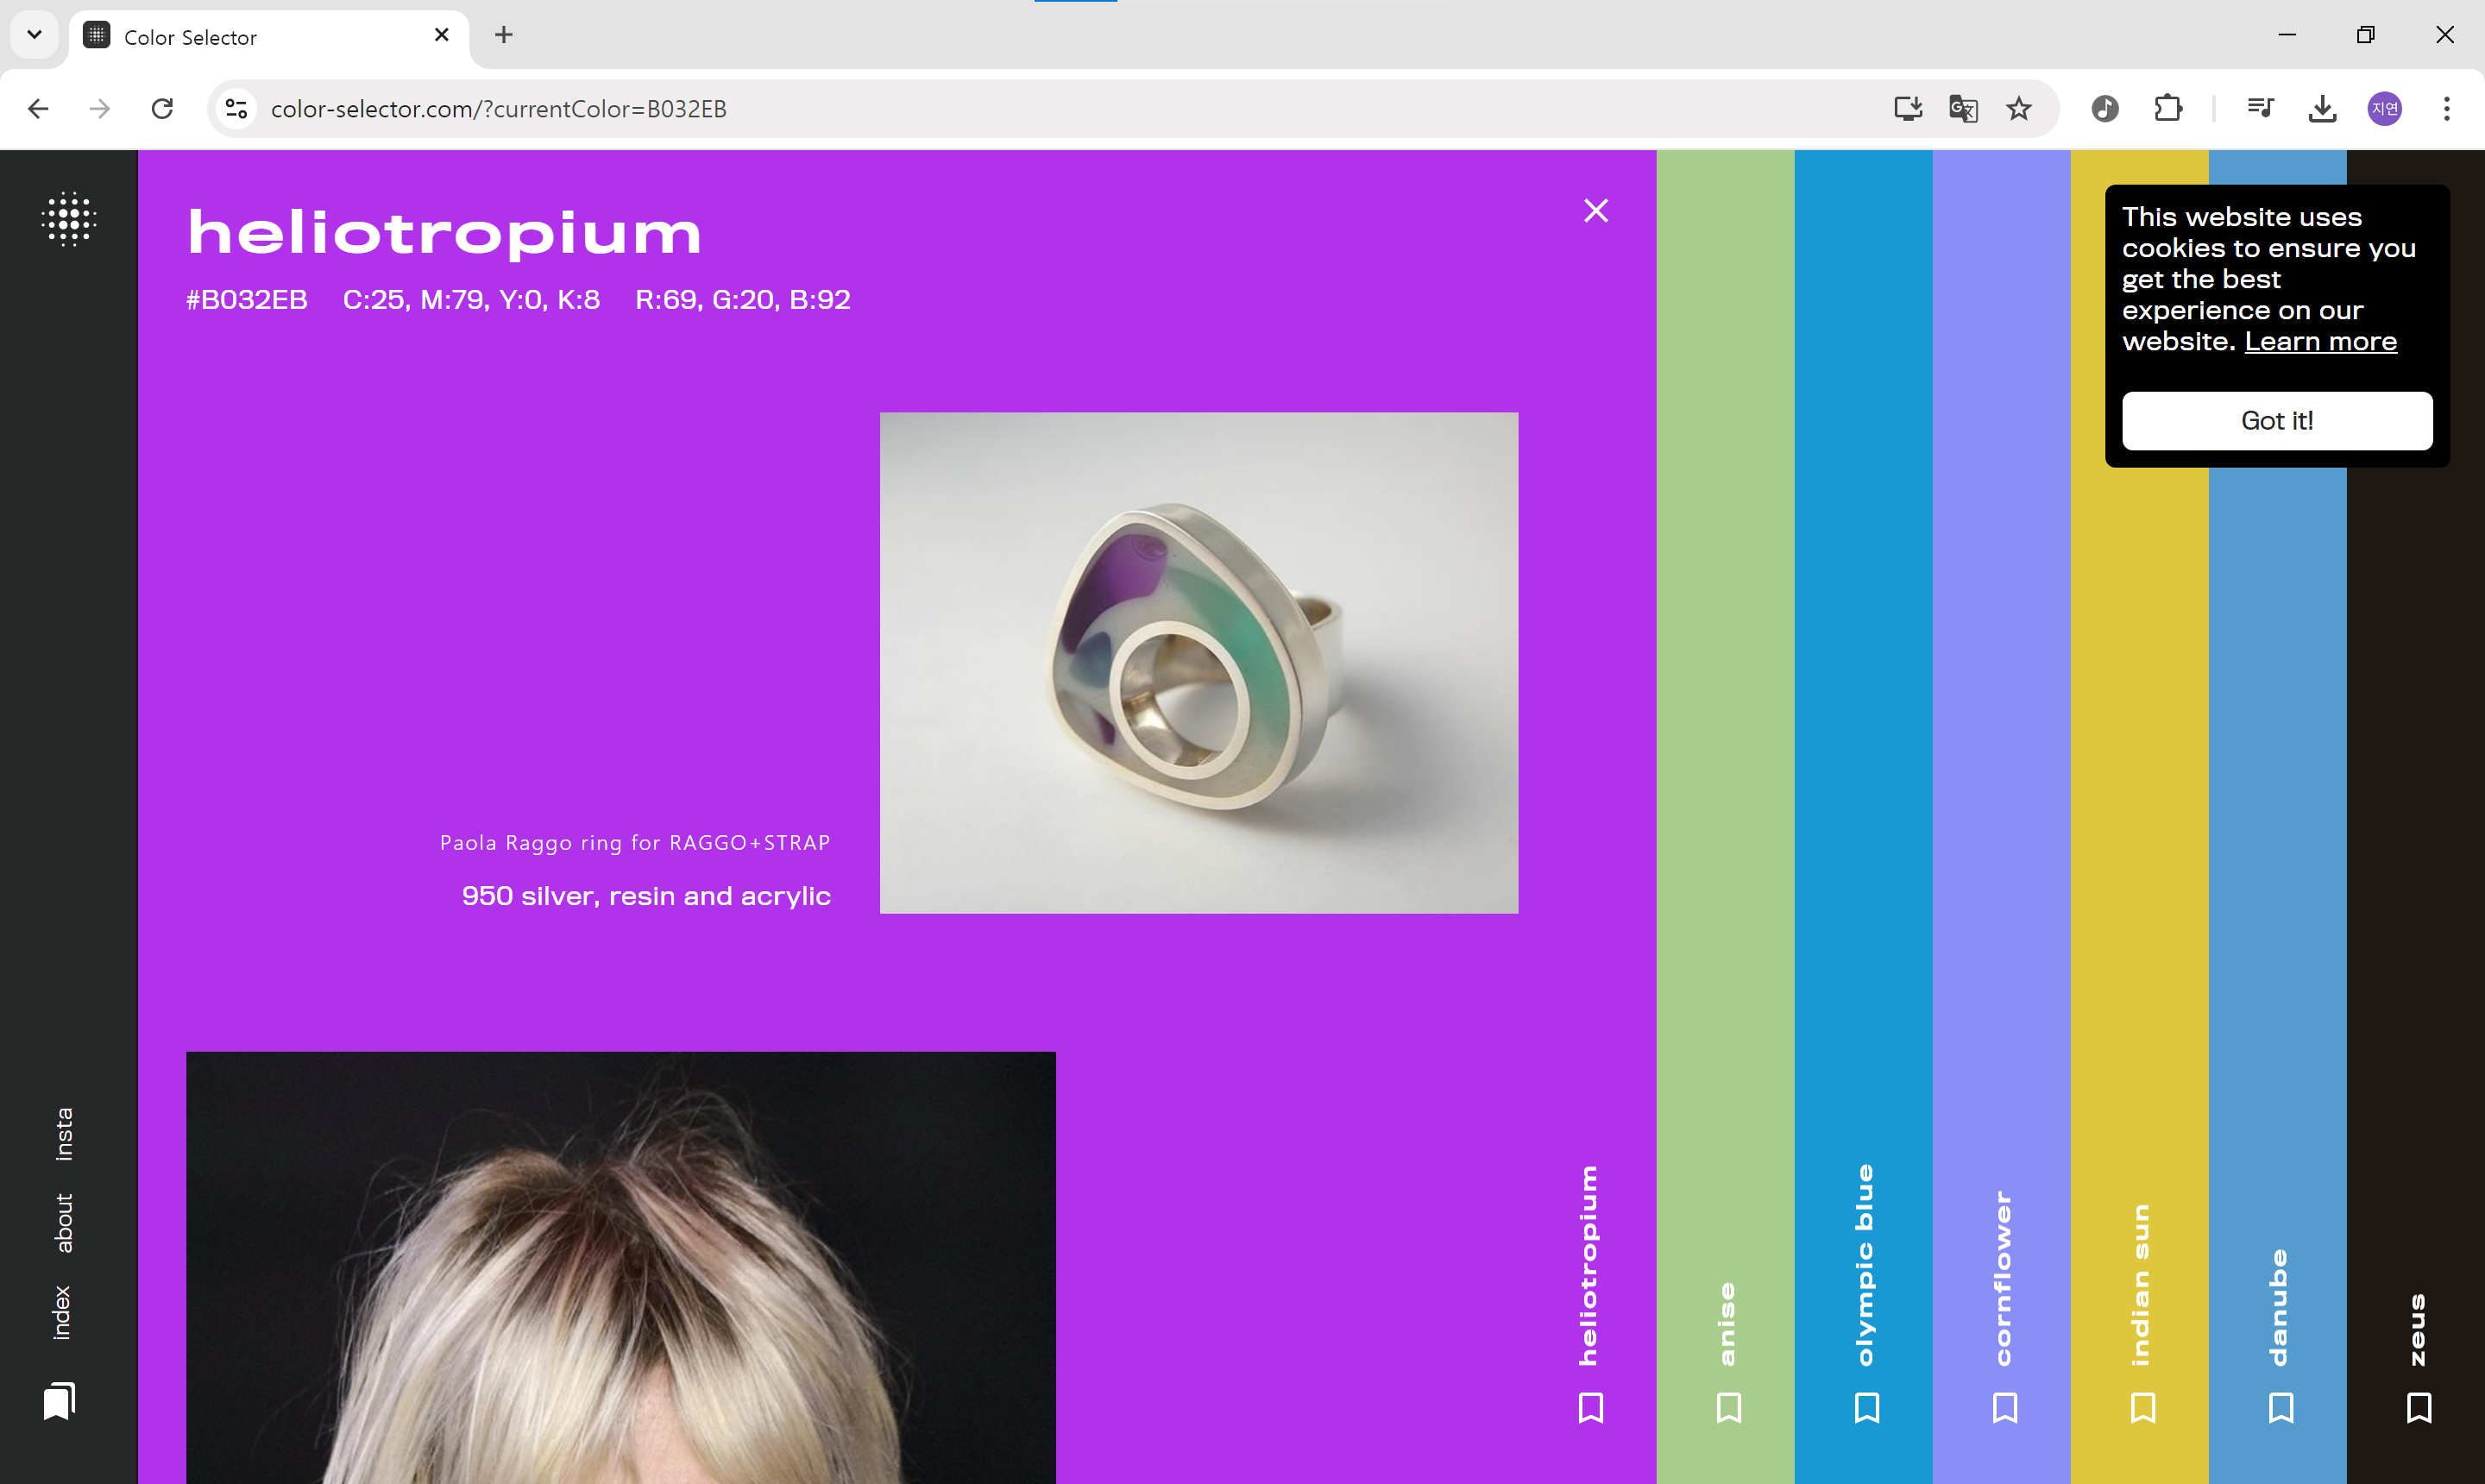 Color Selector
color-selector.com/?currentColor=B032EB
지연
heliotropium
#B032EB C:25, M:79, Y:0, K:8 R:69, G:20, B:92
This website uses
cookies to ensure you
get the best
experience on our
website. Learn more
Got it!
Paola Raggo ring for RAGGO+STRAP
950 silver, resin and acrylic
insta
about
index
heliotropium
anise
olympic blue
cornflower
indian sun
danube
zeus